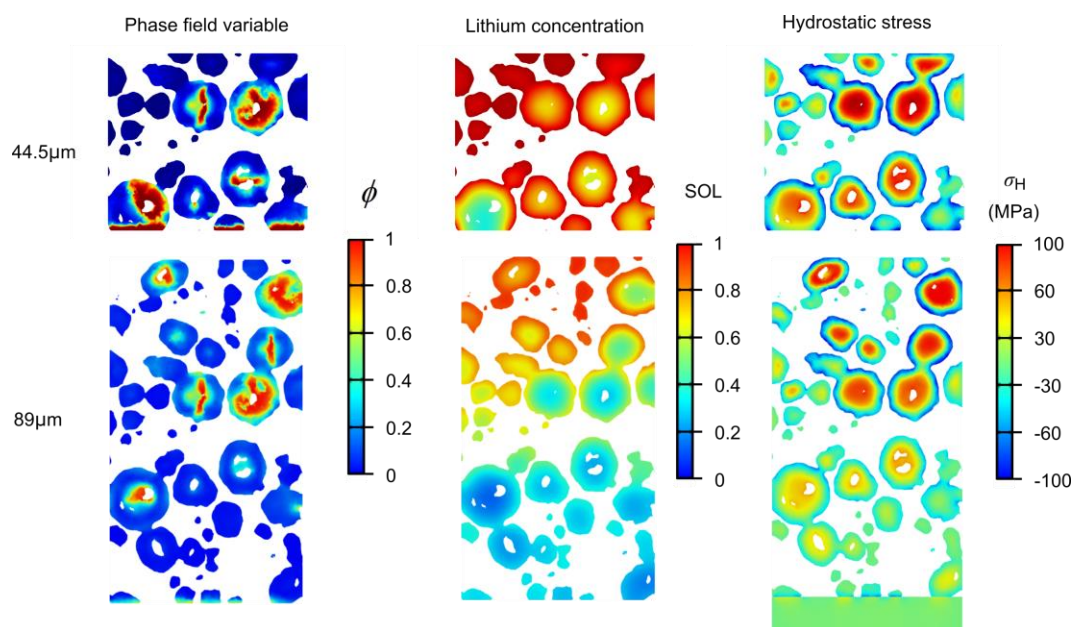 Phase field variable
Lithium concentration
Hydrostatic stress
44.5μm
89μm
ϕ
1
0.8
0.6
0.4
0.2
0
SOL
1
0.8
0.6
0.4
0.2
0
σH
(MPa)
100
60
30
-30
-60
-100